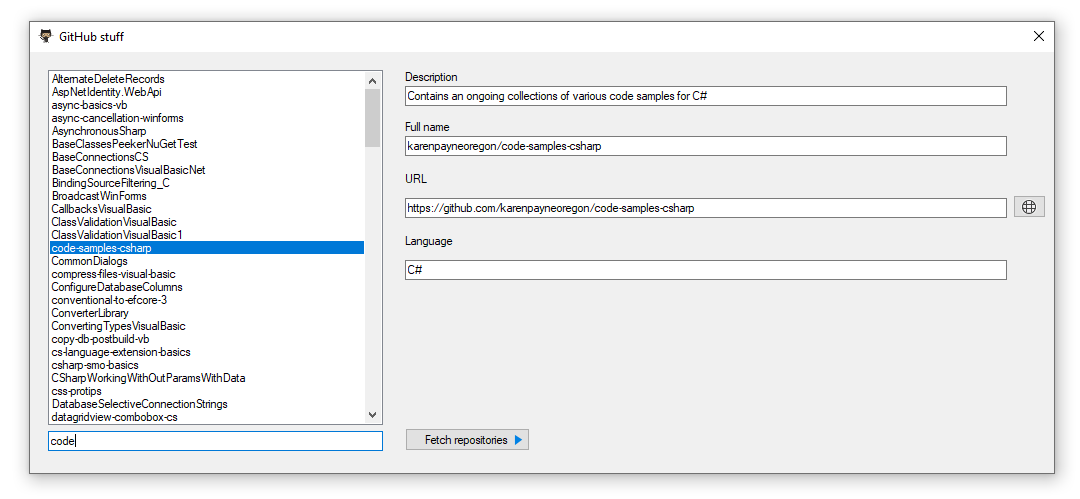 GitHub stuff
AlternateDeleteRecords
AspNetIdentity.WebApi
async-basics-vb
async-cancellation-winforms
AsynchronousSharp
BaseClassesPeekerNuGetTest
BaseConnectionsCS
BaseConnectionsVisualBasicNet
BindingSourceFiltering_C
BroadcastWinForms
CallbacksVisualBasic
ClassValidationVisualBasic
ClassValidationVisualBasic1
code-samples-csharp
CommonDialogs
compress-files-visual-basic
ConfigureDatabaseColumns
conventional-to-efcore-3
ConverterLibrary
ConvertingTypesVisualBasic
copy-db-postbuild-vb
cs-language-extension-basics
csharp-smo-basics
CSharpWorkingWithOutParamsWithData
css-protips
DatabaseSelectiveConnectionStrings
datagridview-combobox-cs
code
Description
Contains an ongoing collections of various code samples for C#
Full name
karenpayneoregon/code-samples-csharp
URL
https://github.com/karenpayneoregon/code-samples-csharp
Language
C#
Fetch repositories